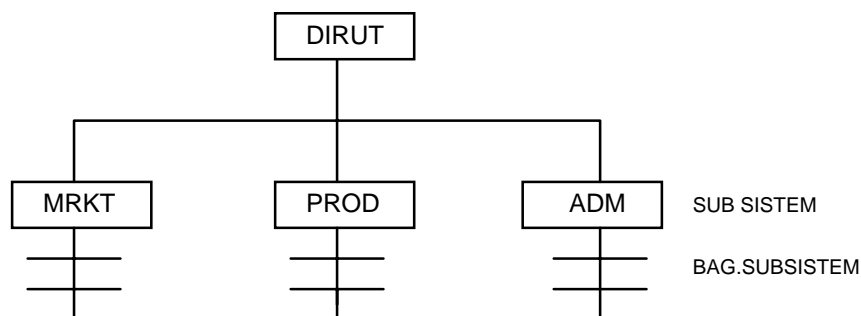 DIRUT
MRKT PROD ADM SUB SISTEM
BAG.SUBSISTEM